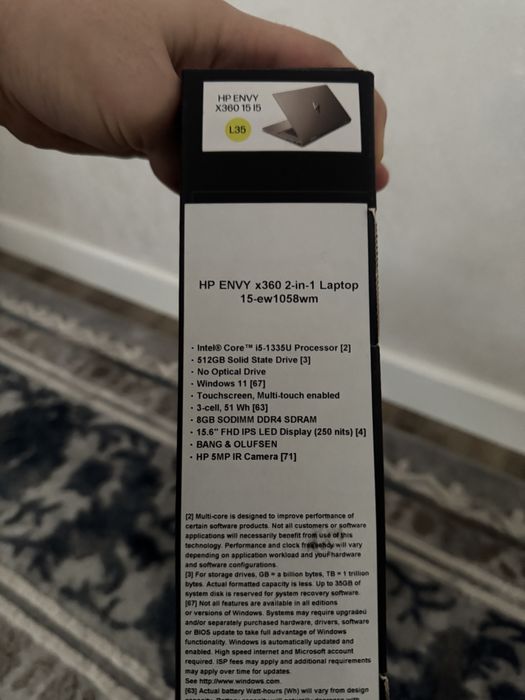 HP ENVY
X360 15 I5
L35
HP ENVY x360 2-in-1 Laptop
15-ew1058wm
· Intel® Core™ i5-1335U Processor [2]
· 512GB Solid State Drive [3]
· No Optical Drive
· Windows 11 [67]
· Touchscreen, Multi-touch enabled
· 3-cell, 51 Wh [63]
· 8GB SODIMM DDR4 SDRAM
· 15.6" FHD IPS LED Display (250 nits) [4]
· BANG & OLUFSEN
· HP 5MP IR Camera [71]
[2] Multi-core is designed to improve performance of
certain software products. Not all customers or software
applications will necessarily benefit from use of this
technology. Performance and clock frequency will vary
depending on application workload and your hardware
and software configurations.
[3] For storage drives, GB = a billion bytes, TB = 1 trillion
bytes. Actual formatted capacity is less. Up to 35GB of
system disk is reserved for system recovery software.
[67] Not all features are available in all editions
or versions of Windows. Systems may require upgraded
and/or separately purchased hardware, drivers, software
or BIOS update to take full advantage of Windows
functionality. Windows is automatically updated and
enabled. High speed internet and Microsoft account
required. ISP fees may apply and additional requirements
may apply over time for updates.
See http://www.windows.com
[63] Actual battery Watt-hours (Wh) will vary from design